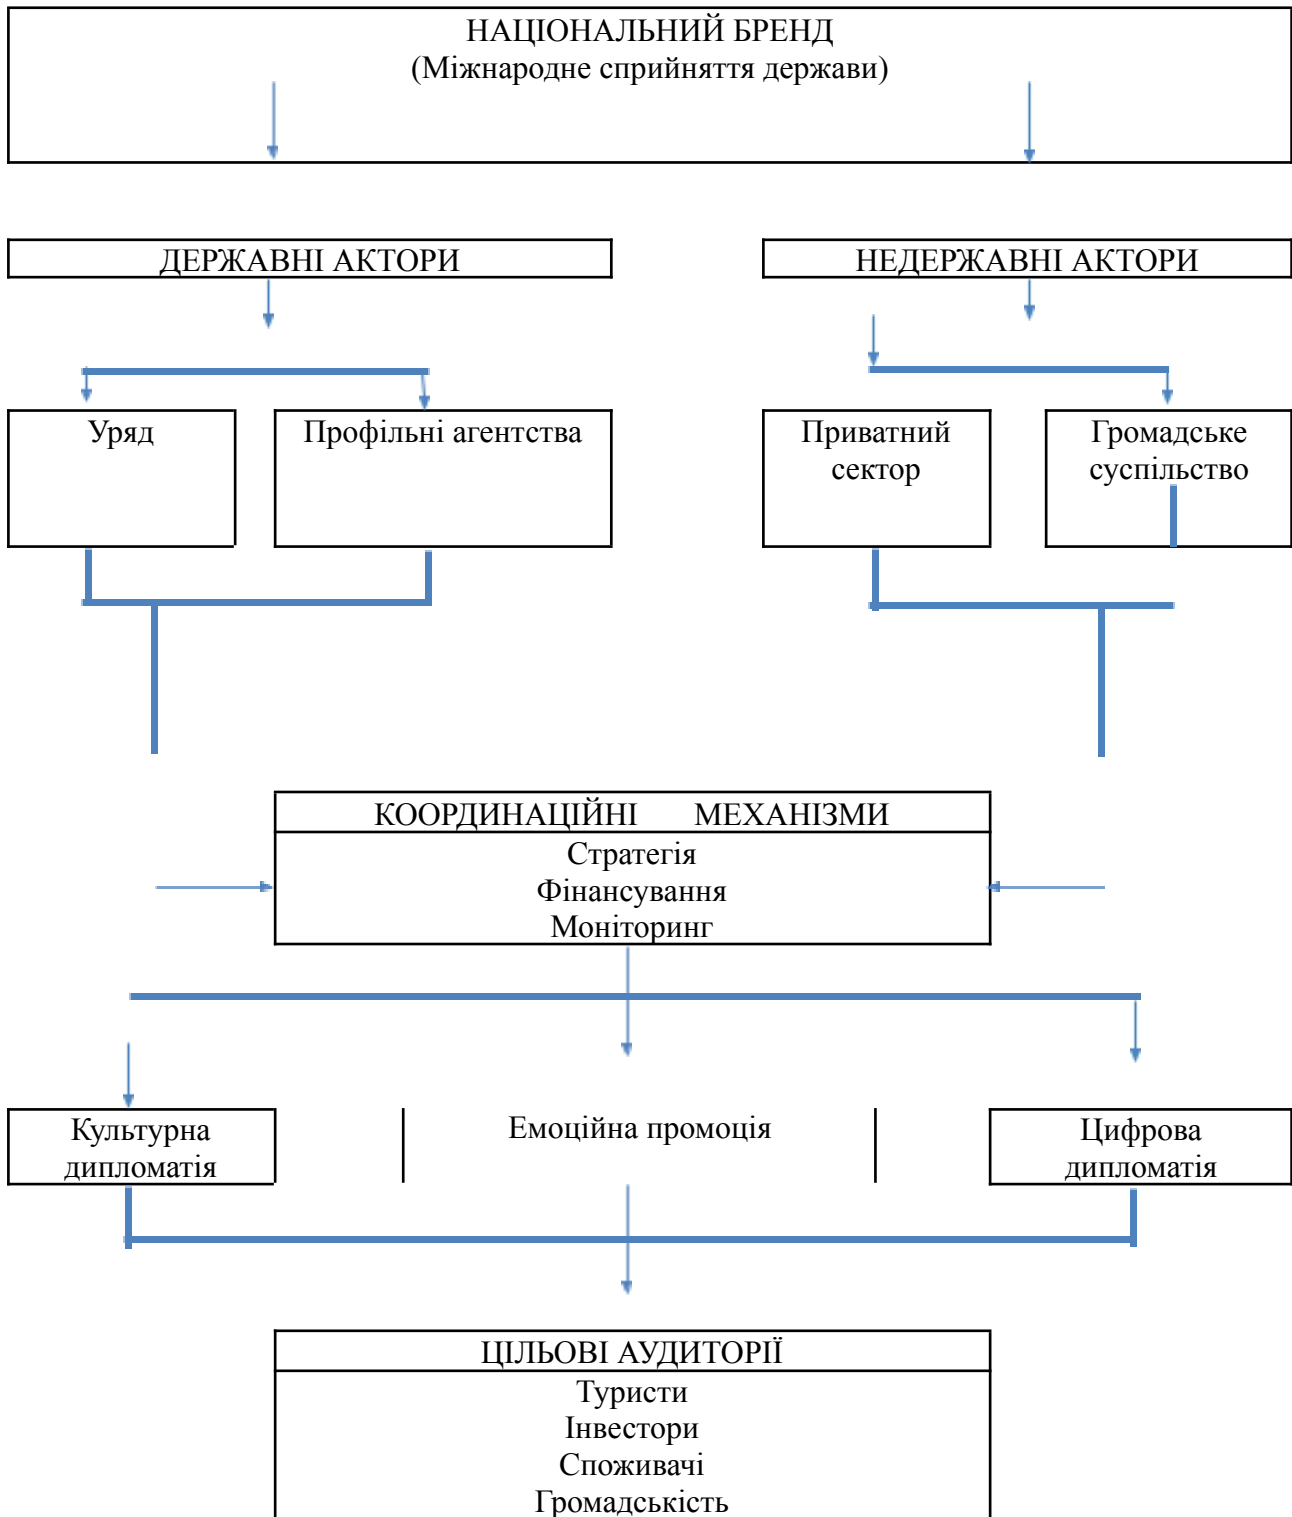 НАЦІОНАЛЬНИЙ БРЕНД
(Міжнародне сприйняття держави)
ДЕРЖАВНІ АКТОРИ
НЕДЕРЖАВНІ АКТОРИ
Уряд
Профільні агентства
Приватний
сектор
Громадське
суспільство
КООРДИНАЦІЙНІ МЕХАНІЗМИ
Стратегія
Фінансування
Моніторинг
Культурна
дипломатія
Емоційна промоція
Цифрова
дипломатія
ЦІЛЬОВІ АУДИТОРІЇ
Туристи
Інвестори
Споживачі
Громадськість